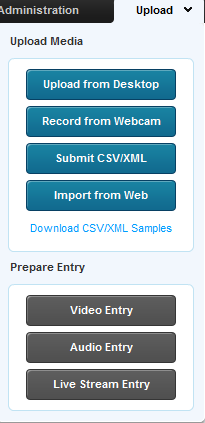 Administration Upload
Upload Media
Upload from Desktop
Record from Webcam
Submit CSV/XML
Import from Web
Download CSV/XML Samples
Prepare Entry
Video Entry
Audio Entry
Live Stream Entry